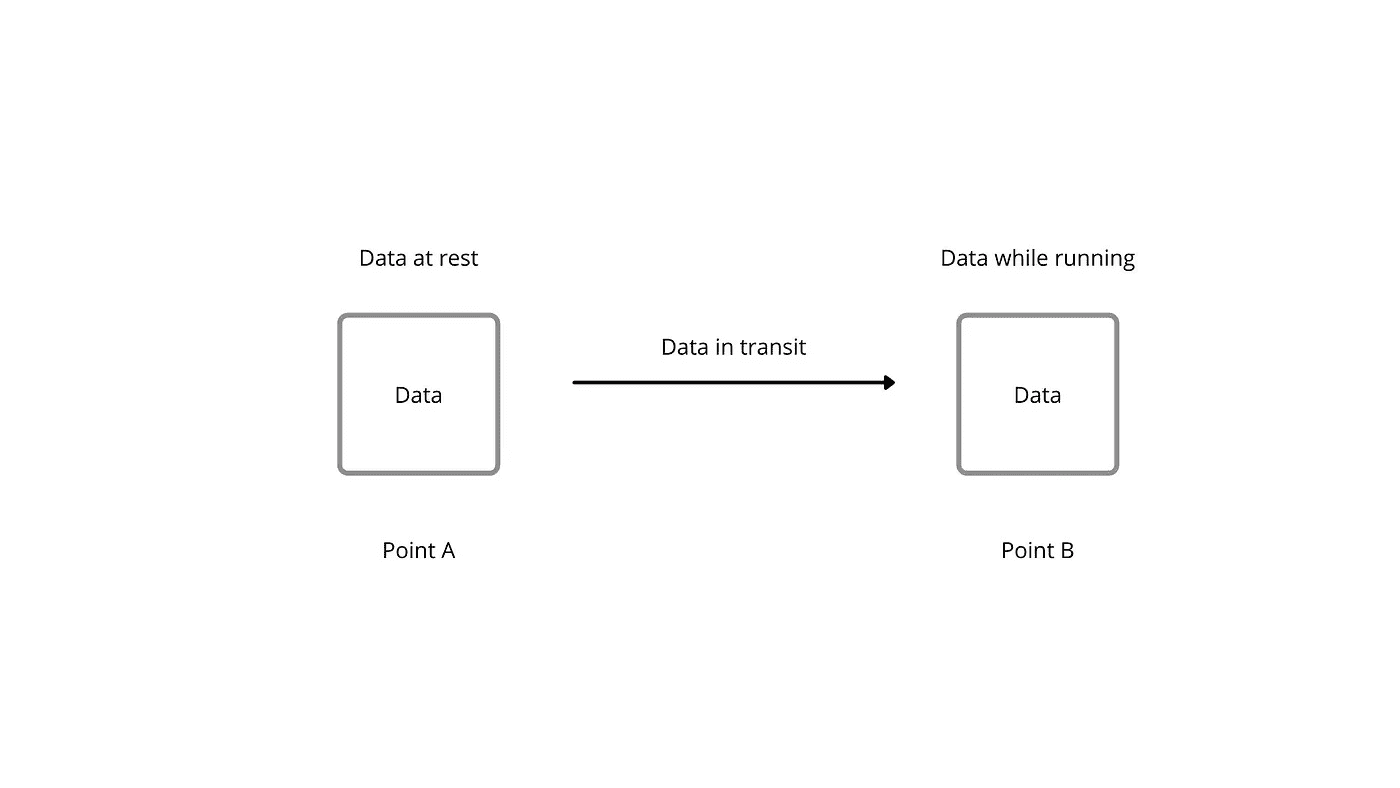 Data at rest
Data while running
Data in transit
Data
Data
Point A
Point B